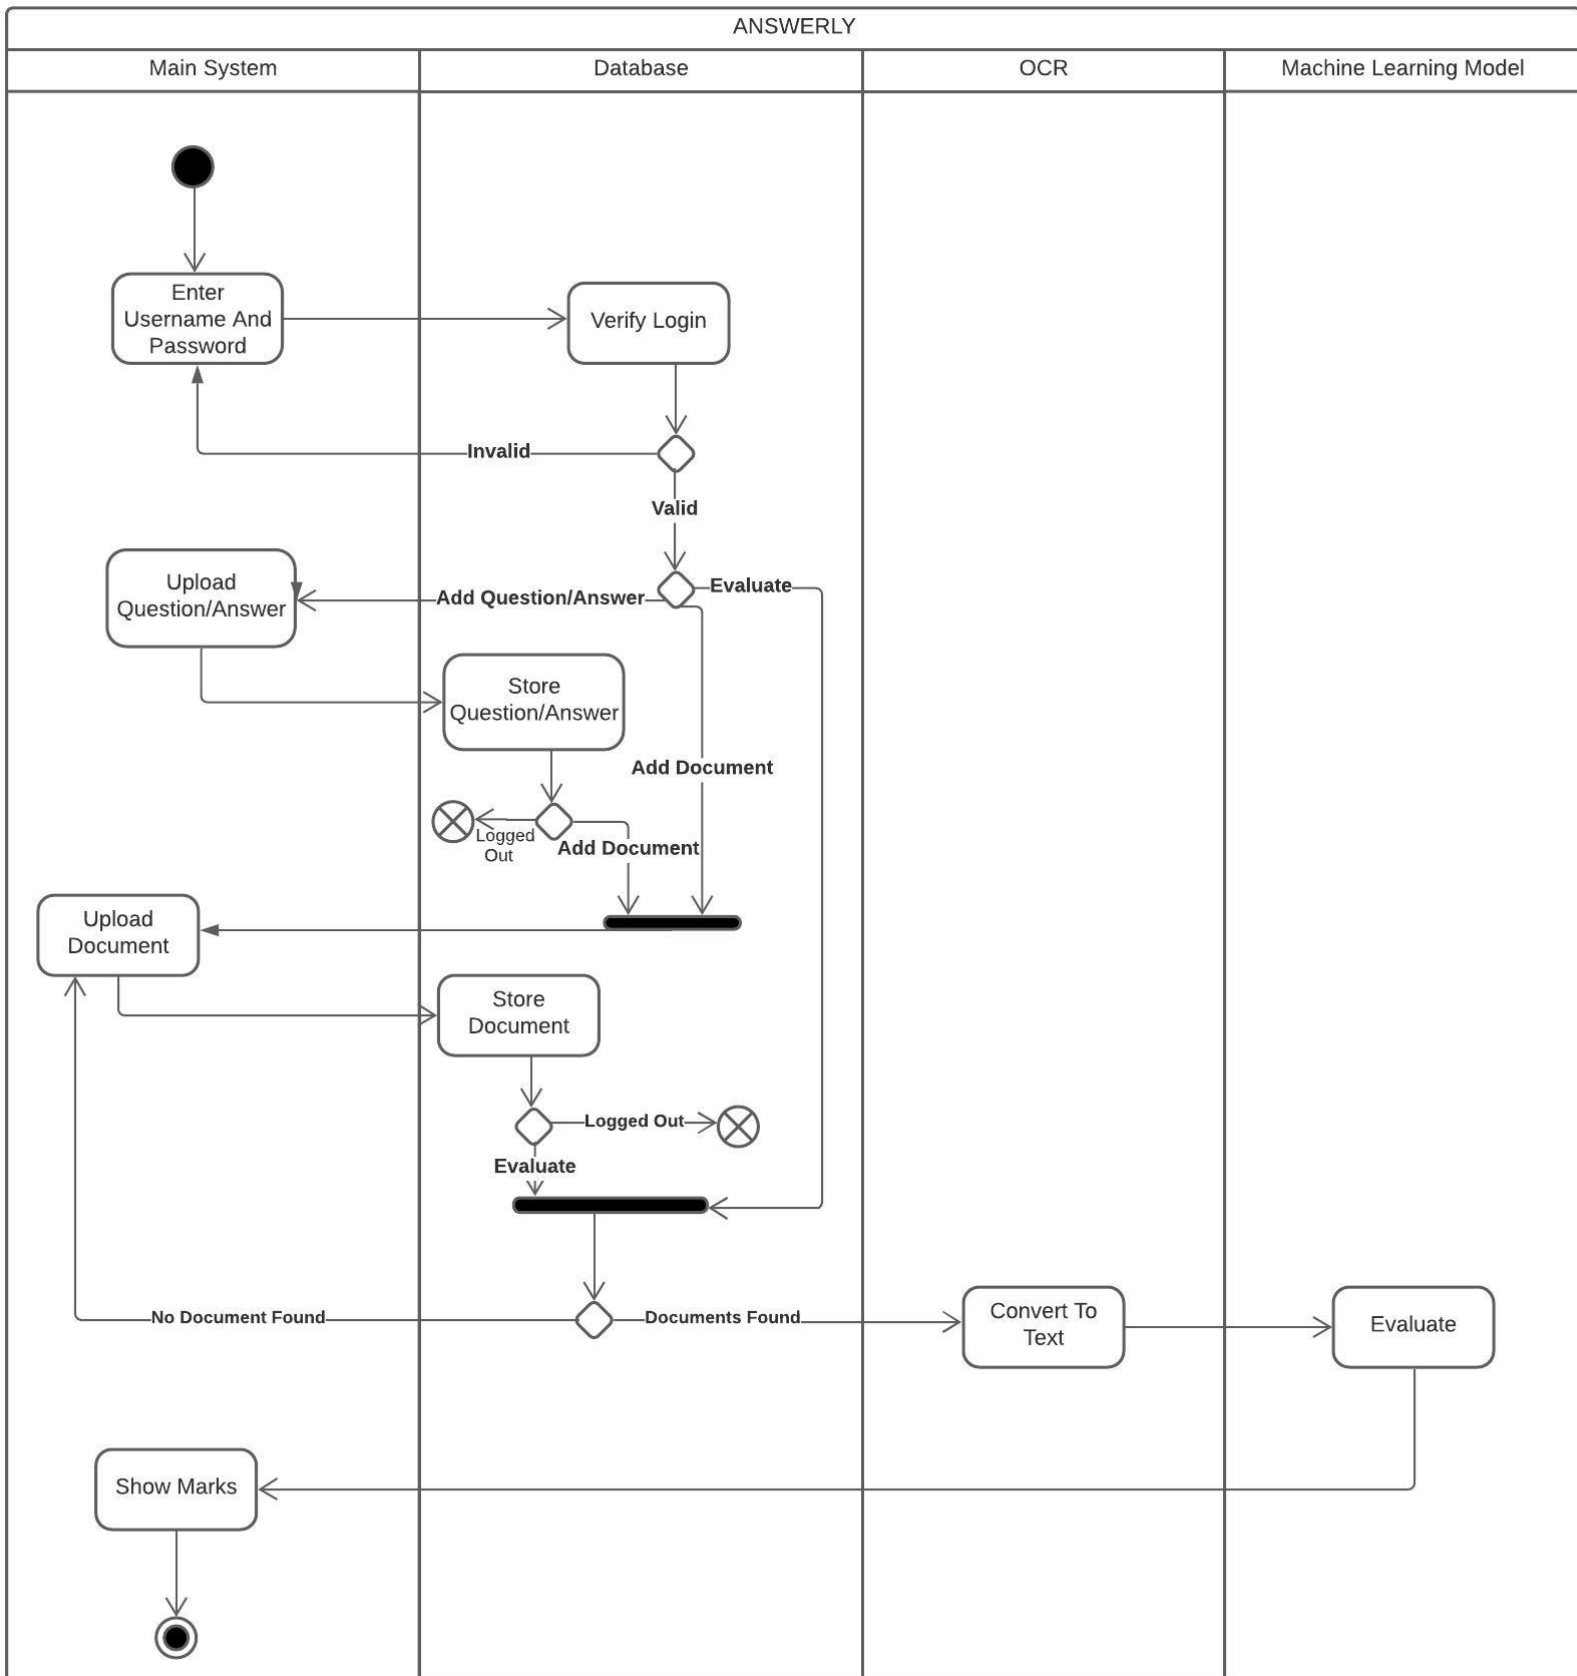 ANSWERLY
Main System
Database
OCR
Machine Learning Model
Enter
Username And
Password
Verify Login
Invalid
Valid
Upload
Question/Answer
Add Question/Answer
Evaluate
Store
Question/Answer
Add Document
Logged
Out
Add Document
Upload
Document
Store
Document
Logged Out
Evaluate
No Document Found
Documents Found
Convert To
Text
Evaluate
Show Marks